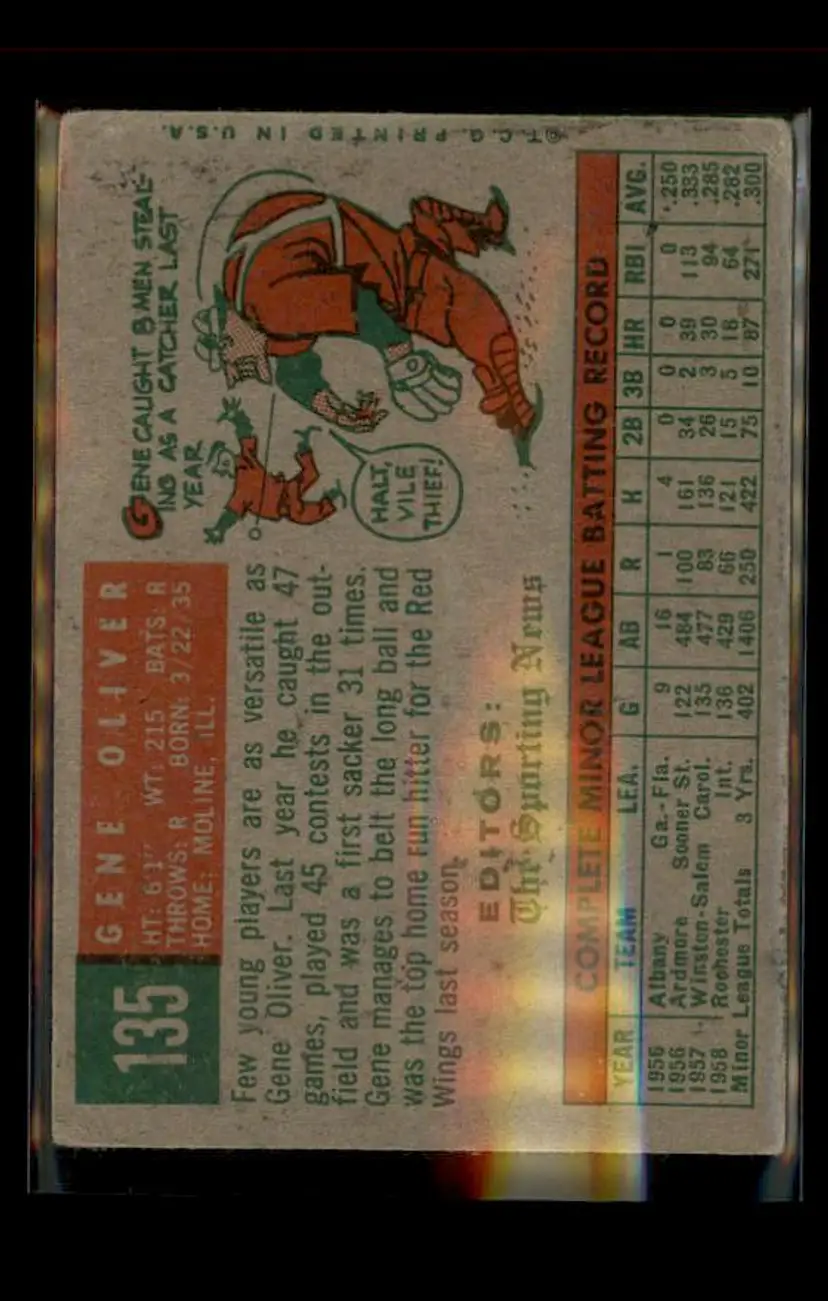 135
GENE OLIVER
HT: 6'1" WT: 215 BATS: R
THROWS: R BORN: 3/22/35
HOME: MOLINE, ILL.
Few young players are as versatile as
Gene Oliver. Last year he caught 47
games, played 45 contests in the out-
field and was a first sacker 31 times.
Gene manages to belt the long ball and
was the top home run hitter for the Red
Wings last season.
EDITORS:
The Sporting News
GENE CAUGHT 8 MEN STEAL-
ING AS A CATCHER LAST
YEAR
HALT,
VILE
THIEF!
COMPLETE MINOR LEAGUE BATTING RECORD
YEAR TEAM LEA. G AB R H 2B 3B HR RBI AVG.
1956 Albany Ga.-Fla. 9 16 1 4 0 0 0 0 .250
1956 Ardmore Sooner St. 122 484 100 161 34 2 39 113 .333
1957 Winston-Salem Carol. 135 477 83 136 26 3 30 94 .285
1958 Rochester Int. 136 429 66 121 15 5 18 64 .282
Minor League Totals 3 Yrs. 402 1406 250 422 75 10 87 271 .300
© T.C.G. PRINTED IN U.S.A.